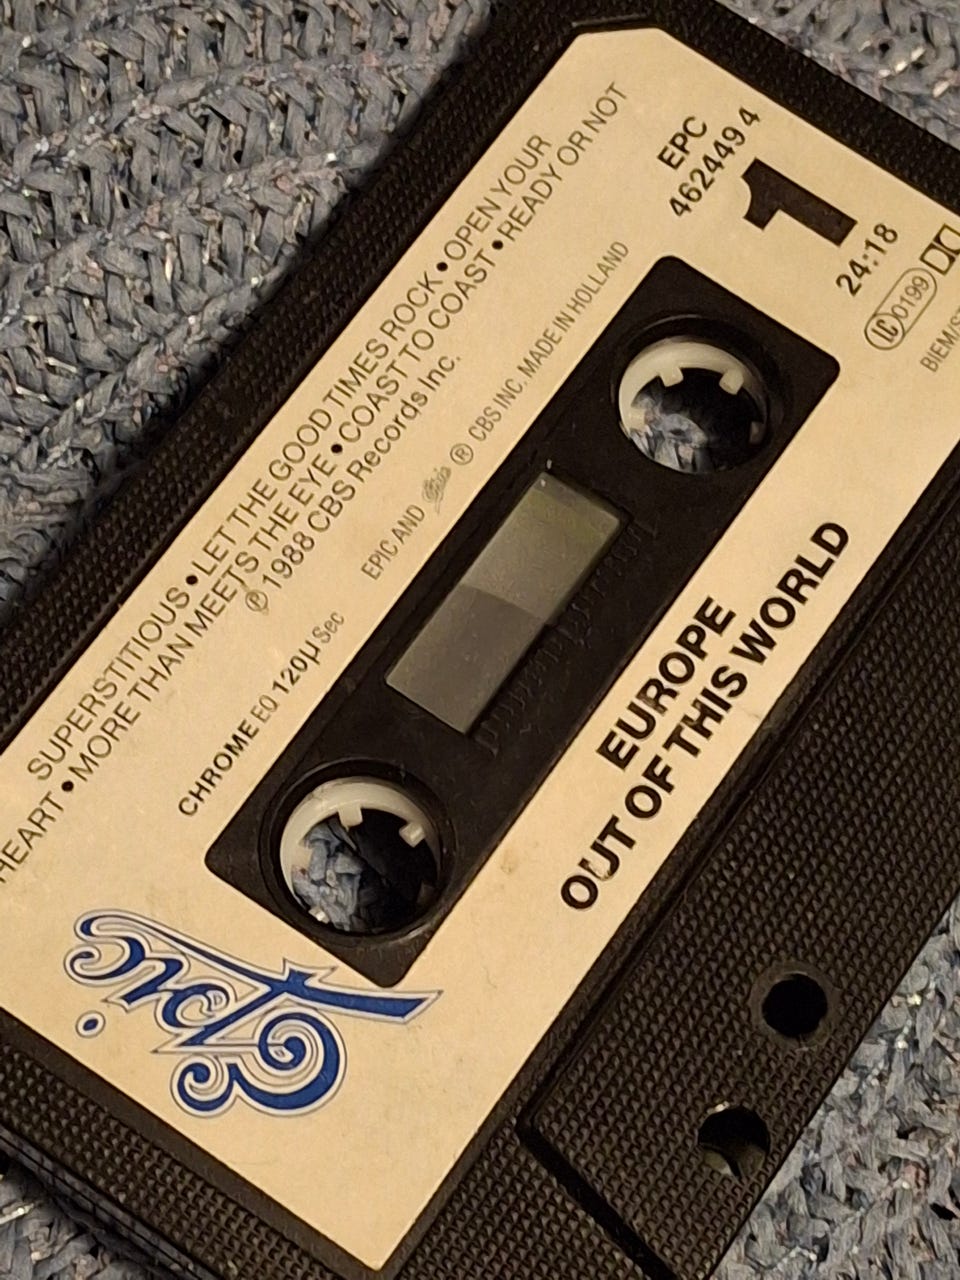 SUPERSTITIOUS • LET THE GOOD TIMES ROCK • OPEN YOUR
HEART • MORE THAN MEETS THE EYE • COAST TO COAST • READY OR NOT
℗ 1988 CBS Records Inc.
CHROME EQ 120µSec
EPIC AND Epic ® CBS INC. MADE IN HOLLAND
EPC
462449 4
1
24:18
LC 0199
EUROPE
OUT OF THIS WORLD
Epic